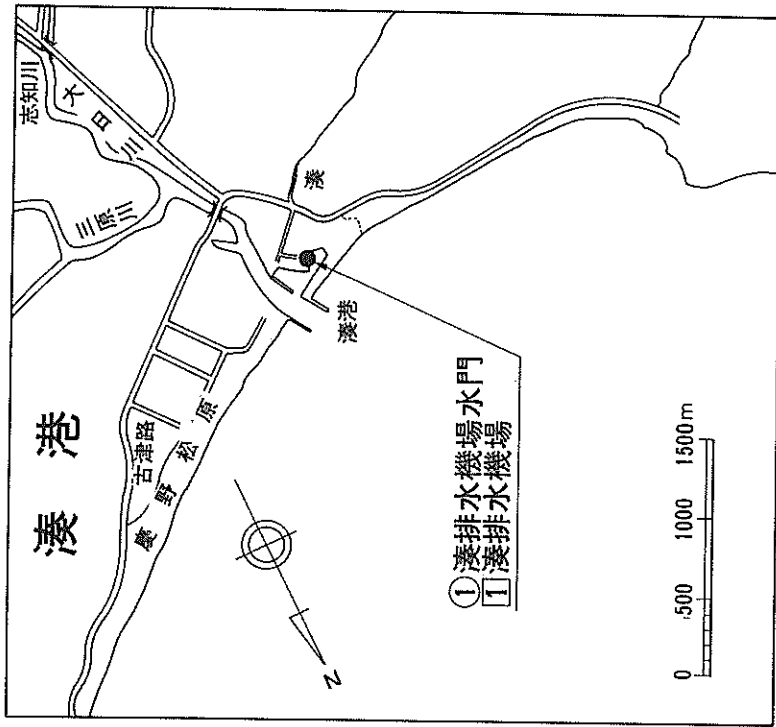 湊港
志知川
大日川
三原川
湊
湊港
古津路
慶野松原
①湊排水機場水門
1 湊排水機場
N
0 500 1000 1500m